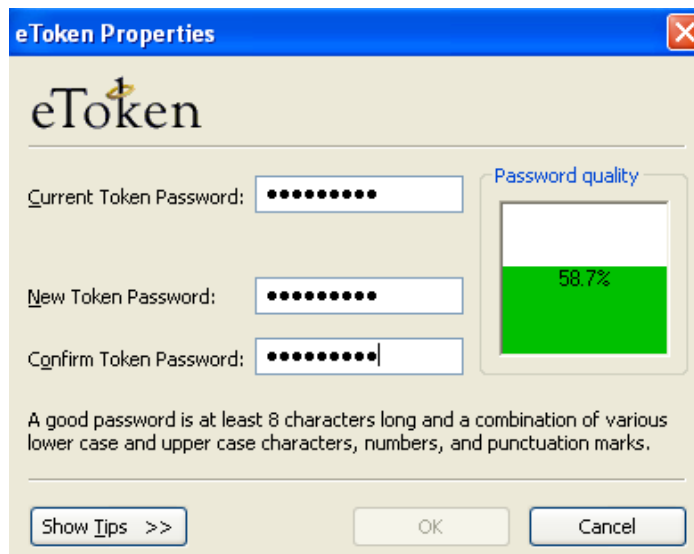 eToken Properties
eToken
Current Token Password: •••••••••
Password quality
58.7%
New Token Password: •••••••••
Confirm Token Password: •••••••••
A good password is at least 8 characters long and a combination of various
lower case and upper case characters, numbers, and punctuation marks.
Show Tips >>
OK
Cancel